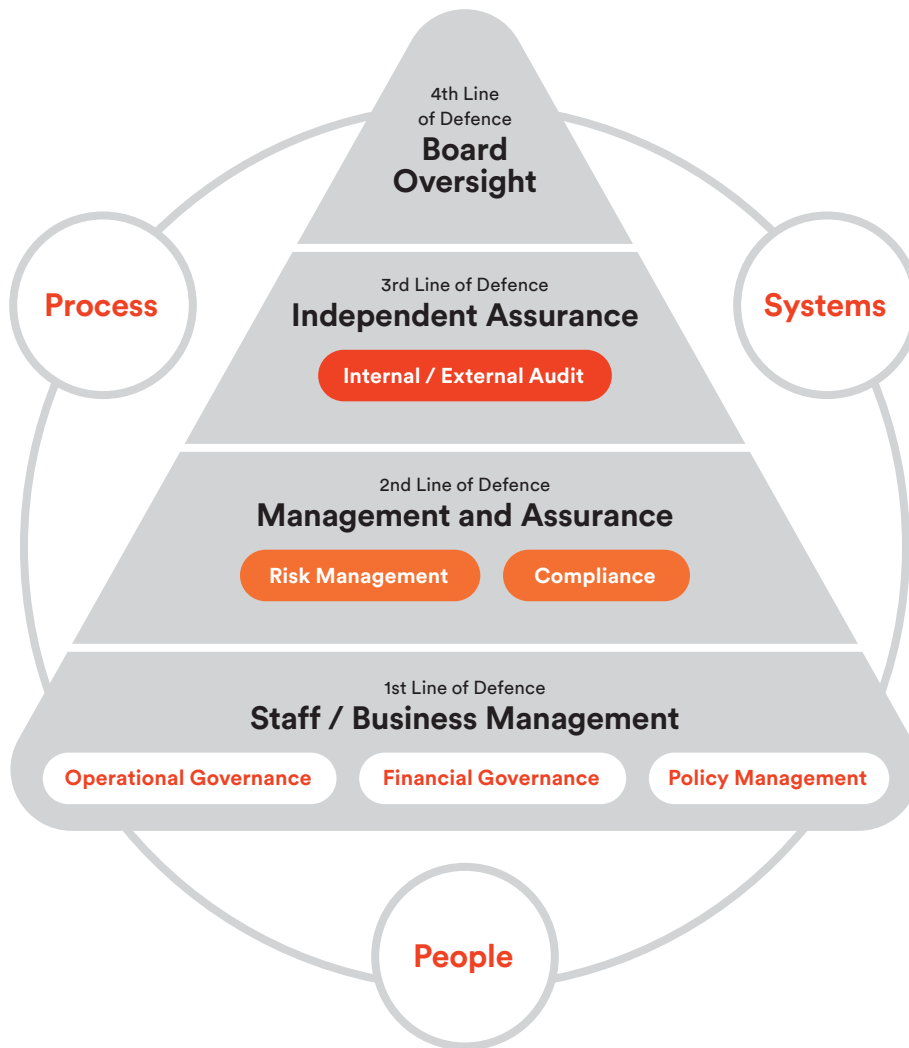 4th Line
of Defence
Board
Oversight
Process
Systems
3rd Line of Defence
Independent Assurance
Internal / External Audit
2nd Line of Defence
Management and Assurance
Risk Management
Compliance
1st Line of Defence
Staff / Business Management
Operational Governance
Financial Governance
Policy Management
People